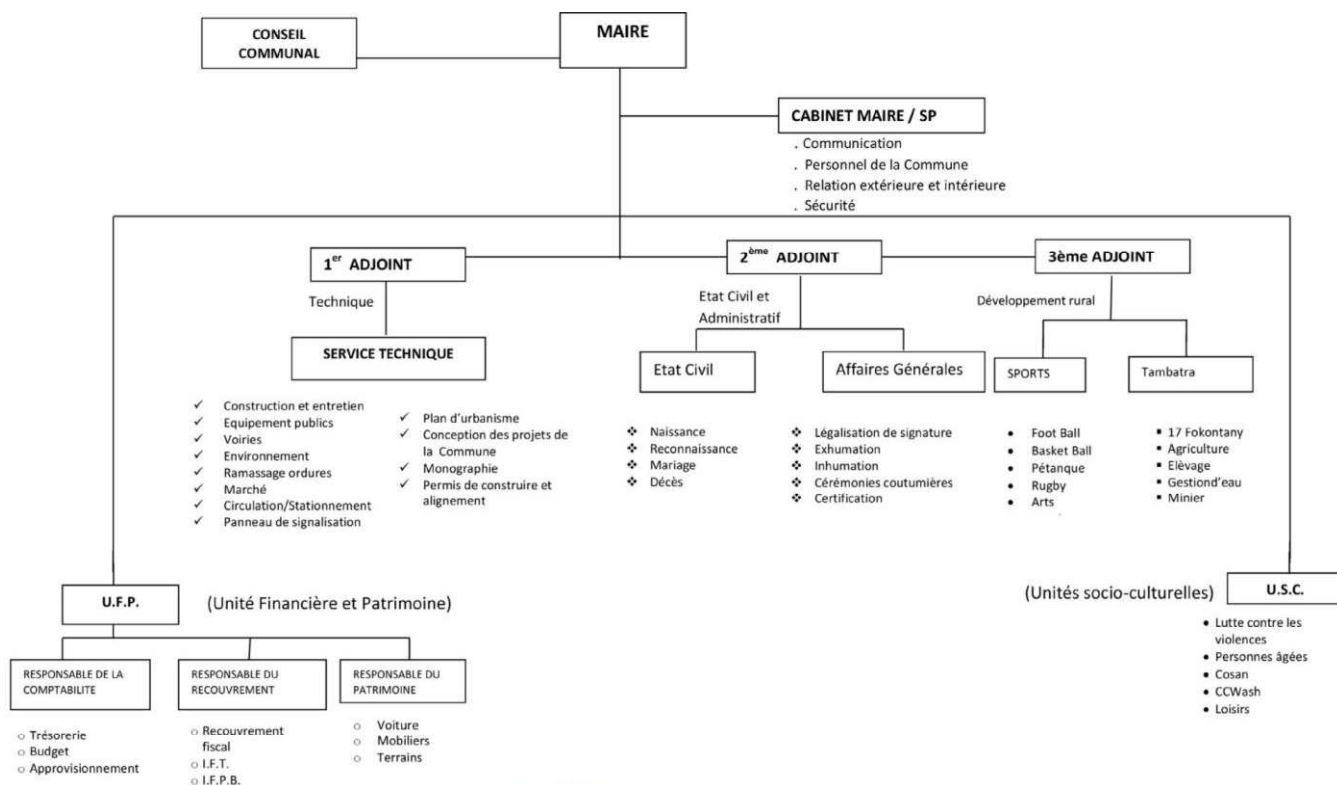 CONSEIL
COMMUNAL
MAIRE
CABINET MAIRE / SP
. Communication
. Personnel de la Commune
. Relation extérieure et intérieure
. Sécurité
1er ADJOINT
2ème ADJOINT
3ème ADJOINT
Technique
Etat Civil et
Administratif
Développement rural
SERVICE TECHNIQUE
Etat Civil
Affaires Générales
SPORTS
Tambatra
✓ Construction et entretien
✓ Equipement publics
✓ Voiries
✓ Environnement
✓ Ramassage ordures
✓ Marché
✓ Circulation/Stationnement
✓ Panneau de signalisation
✓ Plan d'urbanisme
✓ Conception des projets de
la Commune
✓ Monographie
✓ Permis de construire et
alignement
❖ Naissance
❖ Reconnaissance
❖ Mariage
❖ Décès
❖ Légalisation de signature
❖ Exhumation
❖ Inhumation
❖ Cérémonies coutumières
❖ Certification
• Foot Ball
• Basket Ball
• Pétanque
• Rugby
• Arts
▪ 17 Fokontany
▪ Agriculture
▪ Elèvage
▪ Gestiond'eau
▪ Minier
U.F.P.
(Unité Financière et Patrimoine)
(Unités socio-culturelles)
U.S.C.
• Lutte contre les
violences
• Personnes âgées
• Cosan
• CCWash
• Loisirs
RESPONSABLE DE LA
COMPTABILITE
RESPONSABLE DU
RECOUVREMENT
RESPONSABLE DU
PATRIMOINE
o Trésorerie
o Budget
o Approvisionnement
o Recouvrement
fiscal
o I.F.T.
o I.F.P.B.
o Voiture
o Mobiliers
o Terrains